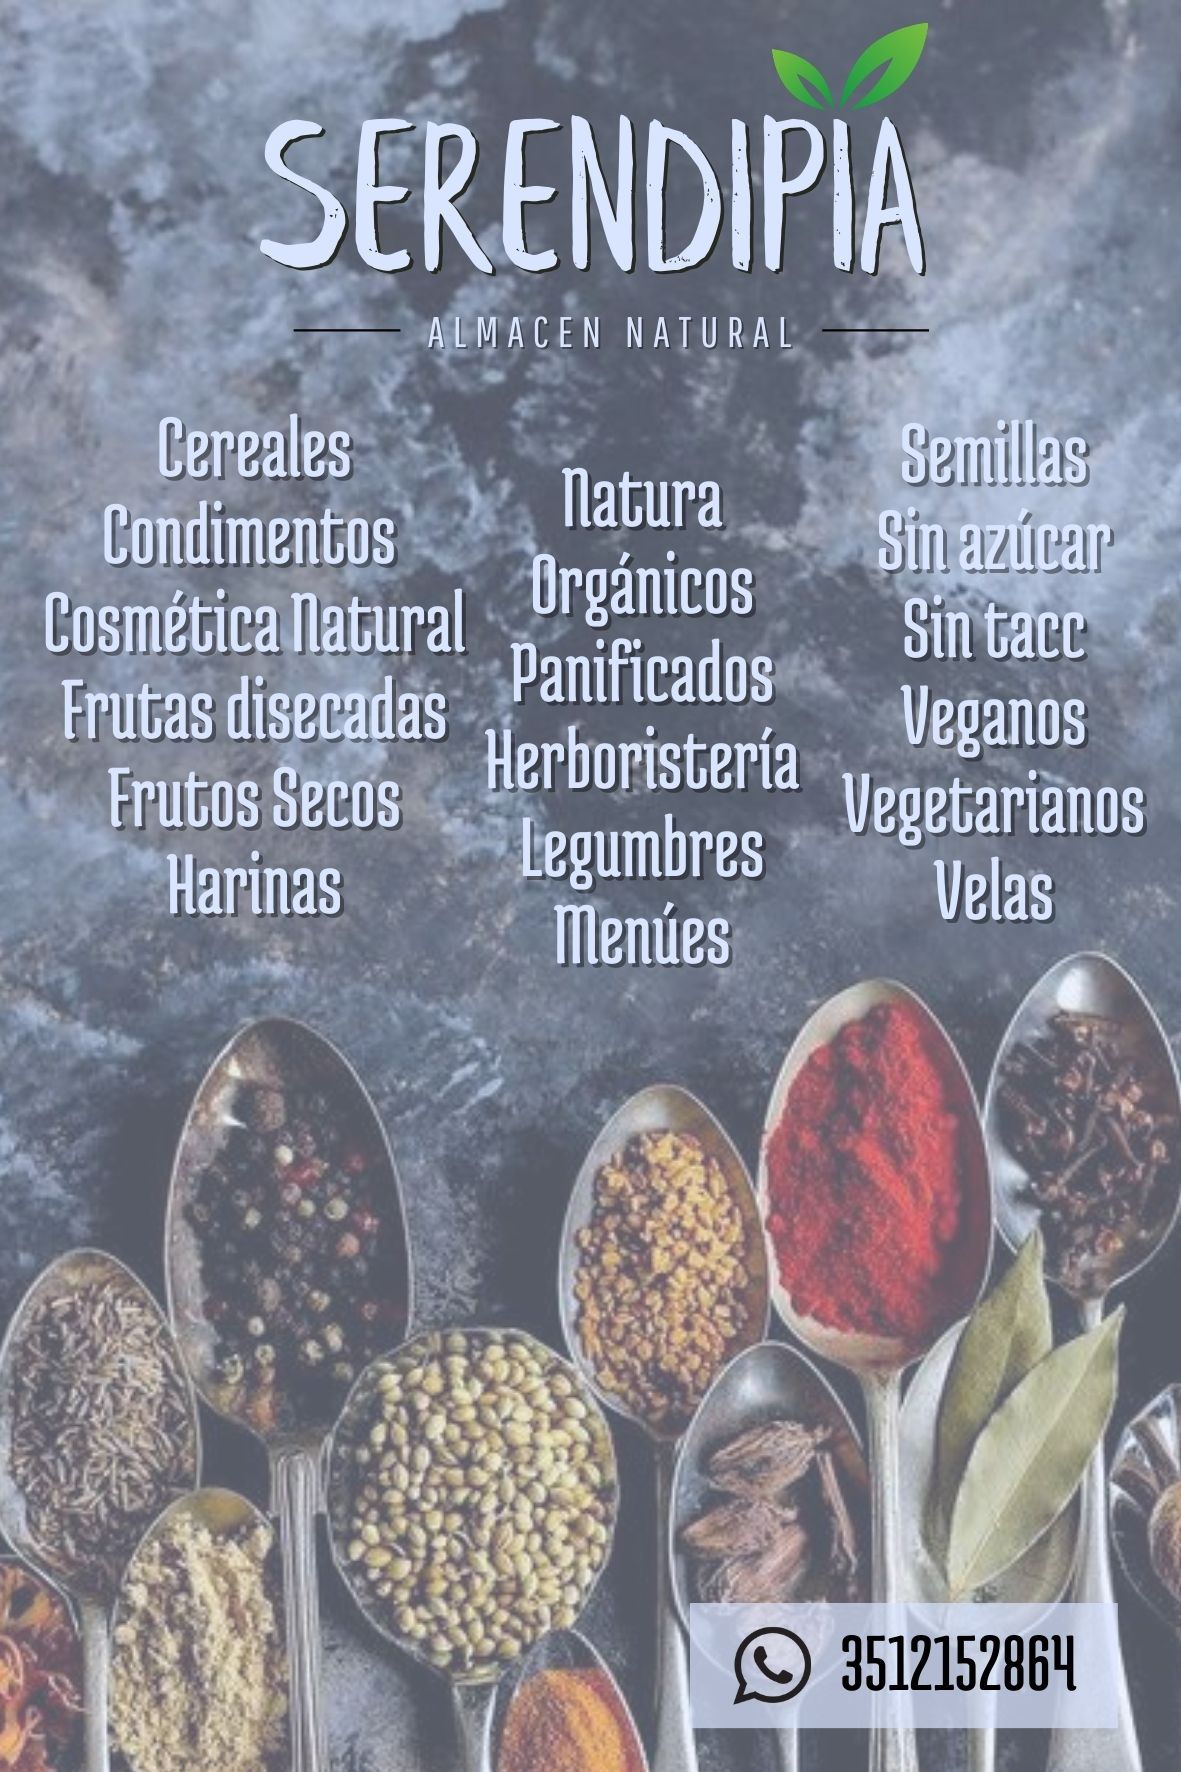 SERENDIPIA
ALMACEN NATURAL
Cereales
Condimentos
Cosmética Natural
Frutas disecadas
Frutos Secos
Harinas
Natura
Orgánicos
Panificados
Herboristería
Legumbres
Menúes
Semillas
Sin azúcar
Sin tacc
Veganos
Vegetarianos
Velas
3512152864